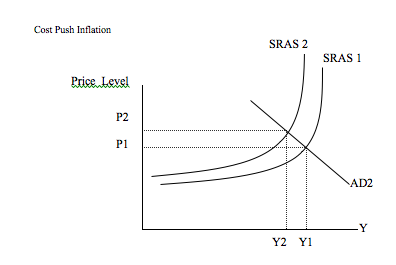 Cost Push Inflation
SRAS 2
SRAS 1
Price Level
P2
P1
AD2
Y
Y2 Y1